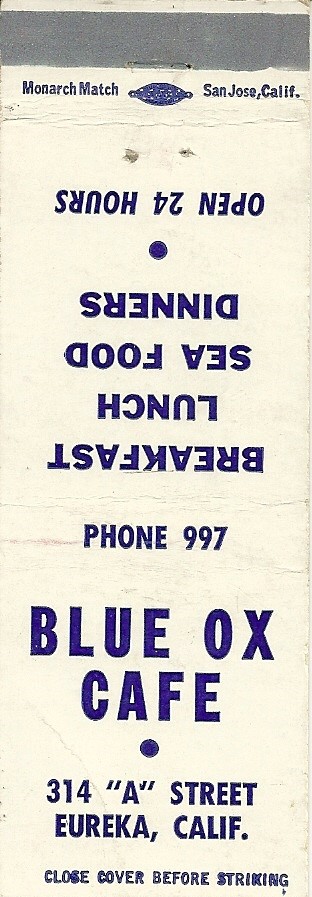 Monarch Match San Jose, Calif.
BREAKFAST
LUNCH
SEA FOOD
DINNERS
OPEN 24 HOURS
PHONE 997
BLUE OX
CAFE
314 "A" STREET
EUREKA, CALIF.
CLOSE COVER BEFORE STRIKING